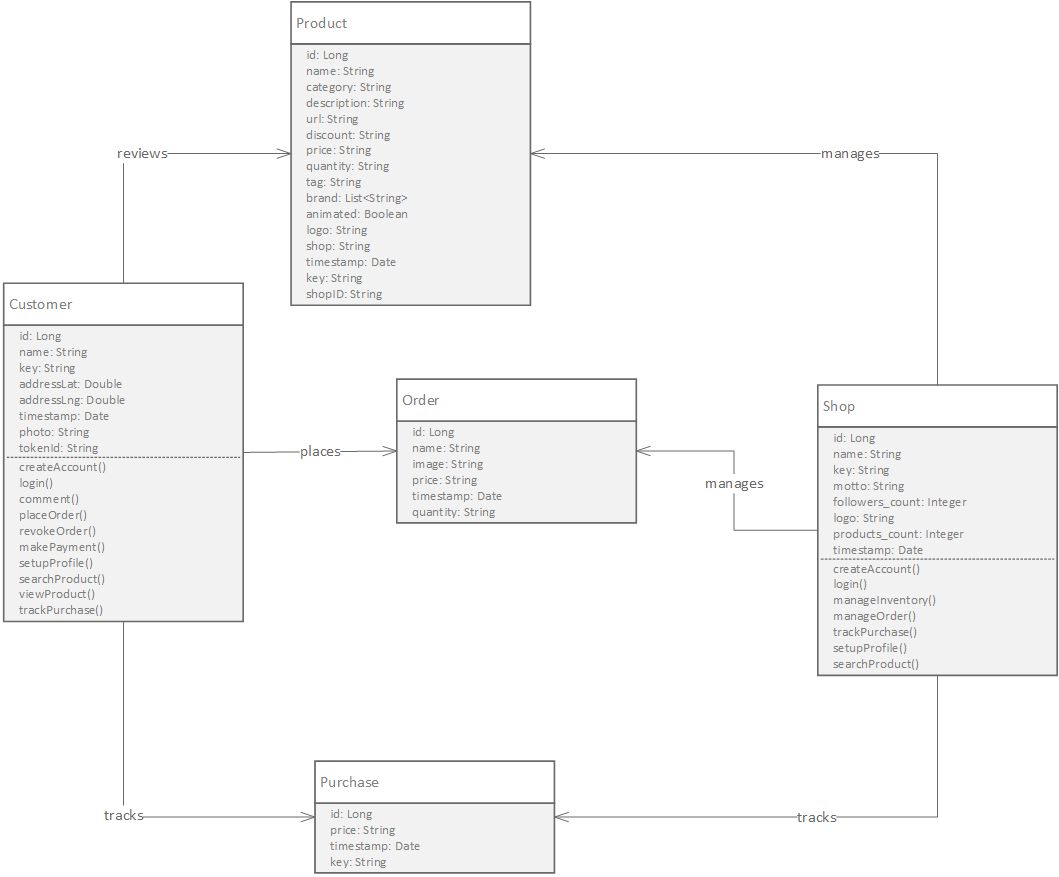 Product
id: Long
name: String
category: String
description: String
url: String
discount: String
price: String
quantity: String
tag: String
brand: List<String>
animated: Boolean
logo: String
shop: String
timestamp: Date
key: String
shopID: String
reviews
manages
Customer
id: Long
name: String
key: String
addressLat: Double
addressLng: Double
timestamp: Date
photo: String
tokenId: String
createAccount()
login()
comment()
placeOrder()
revokeOrder()
makePayment()
setupProfile()
searchProduct()
viewProduct()
trackPurchase()
places
Order
id: Long
name: String
image: String
price: String
timestamp: Date
quantity: String
manages
Shop
id: Long
name: String
key: String
motto: String
followers_count: Integer
logo: String
products_count: Integer
timestamp: Date
createAccount()
login()
manageInventory()
manageOrder()
trackPurchase()
setupProfile()
searchProduct()
tracks
Purchase
id: Long
price: String
timestamp: Date
key: String
tracks